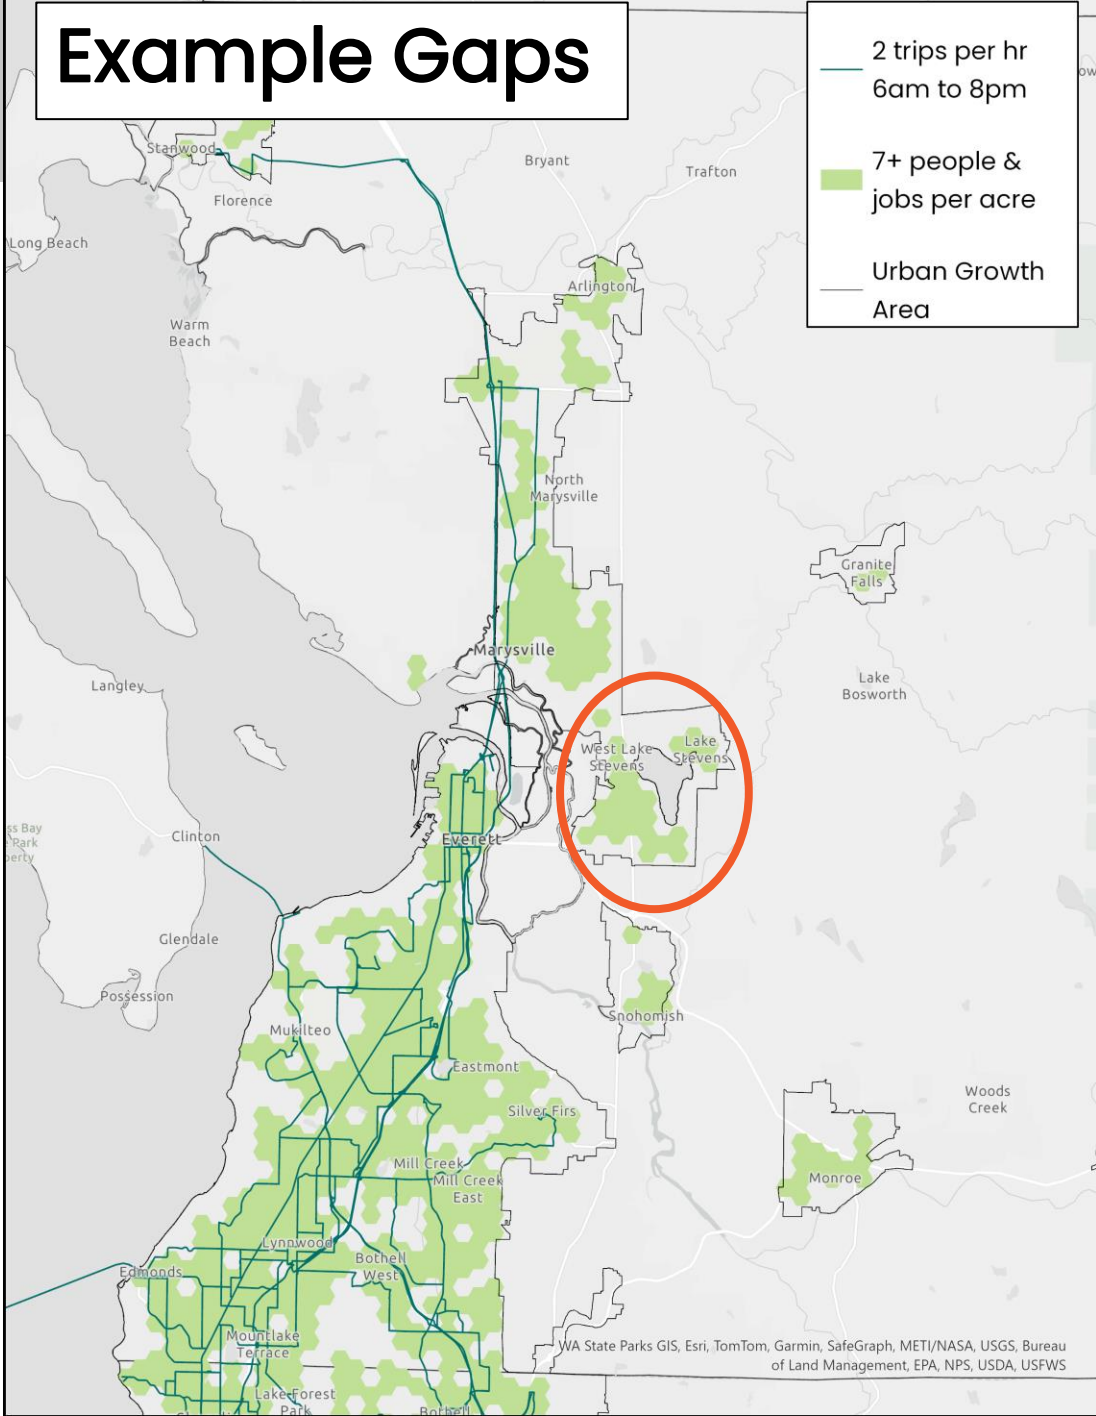 Example Gaps
2 trips per hr
6am to 8pm
7+ people &
jobs per acre
Urban Growth
Area
Stanwood
Bryant
Trafton
Florence
Long Beach
Arlington
Warm
Beach
North
Marysville
Granite
Falls
Marysville
Langley
Lake
Bosworth
West Lake
Stevens
Lake
Stevens
Clinton
Everett
Glendale
Possession
Snohomish
Mukilteo
Eastmont
Woods
Creek
Silver Firs
Mill Creek
Mill Creek
East
Monroe
Lynnwood
Bothell
West
Edmonds
Mountlake
Terrace
WA State Parks GIS, Esri, TomTom, Garmin, SafeGraph, METI/NASA, USGS, Bureau
of Land Management, EPA, NPS, USDA, USFWS
Lake Forest
Park
Bothell